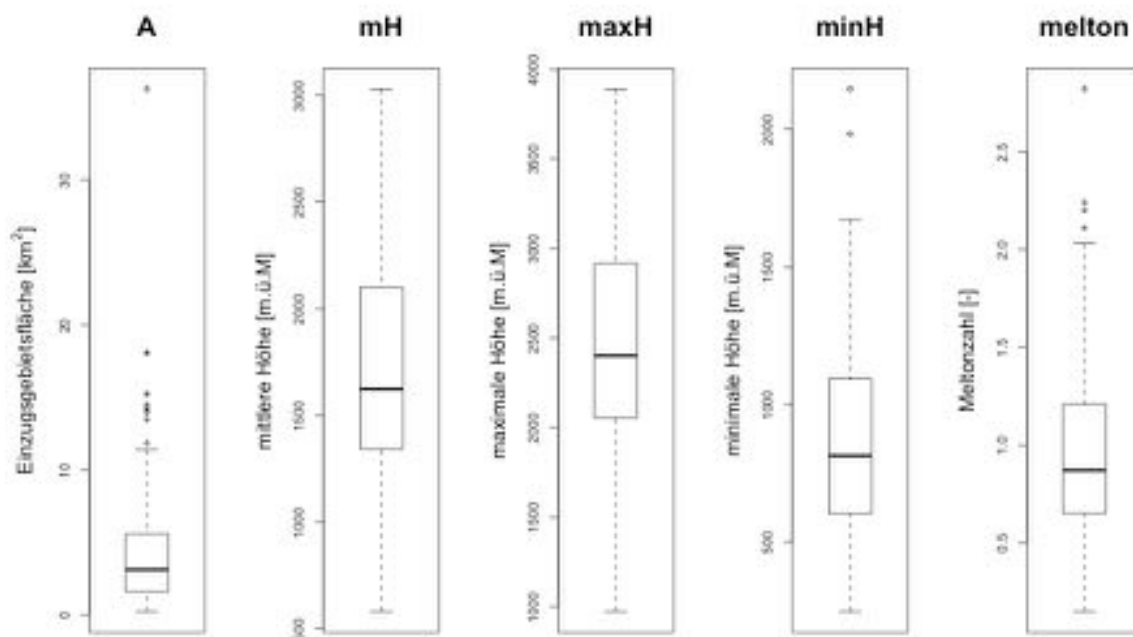 A
mH
maxH
minH
melton
Einzugsgebietsfläche [km²]
0
10
20
30
mittlere Höhe [m.ü.M]
500
1000
1500
2000
2500
3000
maximale Höhe [m.ü.M]
1000
1500
2000
2500
3000
3500
4000
minimale Höhe [m.ü.M]
500
1000
1500
2000
Meltonzahl [-]
0.5
1.0
1.5
2.0
2.5